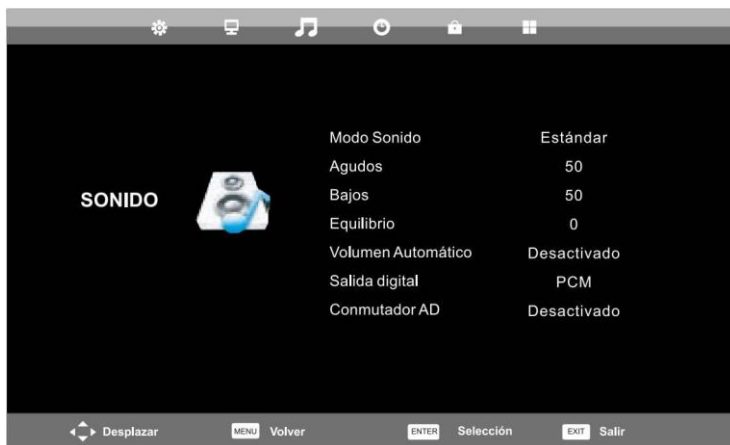 Modo Sonido Estándar
Agudos 50
SONIDO
Bajos 50
Equilibrio 0
Volumen Automático Desactivado
Salida digital PCM
Conmutador AD Desactivado
Desplazar MENU Volver ENTER Selección EXIT Salir